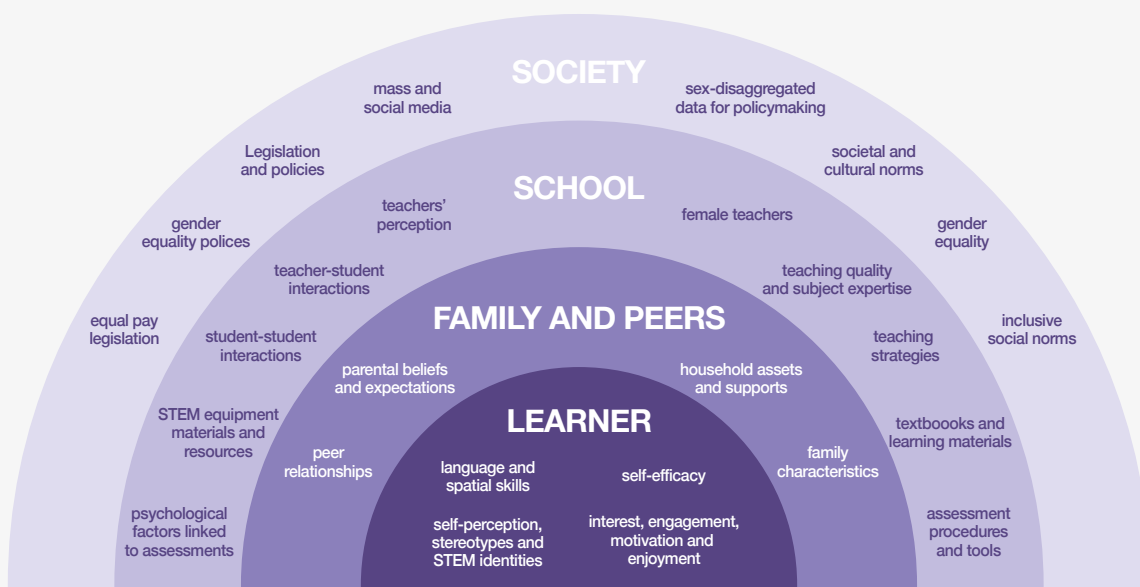 SOCIETY
mass and
social media
sex-disaggregated
data for policymaking
Legislation
and policies
societal and
cultural norms
gender
equality polices
gender
equality
equal pay
legislation
inclusive
social norms
SCHOOL
teachers’
perception
female teachers
teacher-student
interactions
teaching quality
and subject expertise
student-student
interactions
teaching
strategies
STEM equipment
materials and
resources
textboooks and
learning materials
psychological
factors linked
to assessments
assessment
procedures
and tools
FAMILY AND PEERS
parental beliefs
and expectations
household assets
and supports
peer
relationships
family
characteristics
LEARNER
language and
spatial skills
self-efficacy
self-perception,
stereotypes and
STEM identities
interest, engagement,
motivation and
enjoyment